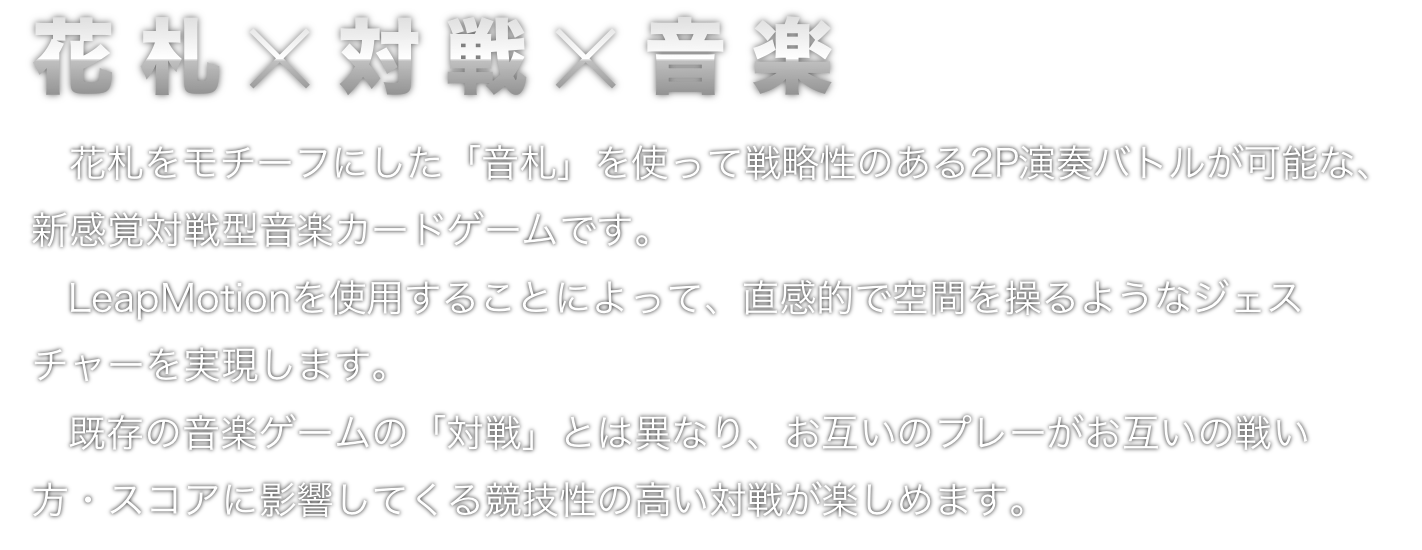 花札×対戦×音楽
　花札をモチーフにした「音札」を使って戦略性のある2P演奏バトルが可能な、
新感覚対戦型音楽カードゲームです。
　LeapMotionを使用することによって、直感的で空間を操るようなジェス
チャーを実現します。
　既存の音楽ゲームの「対戦」とは異なり、お互いのプレーがお互いの戦い
方・スコアに影響してくる競技性の高い対戦が楽しめます。